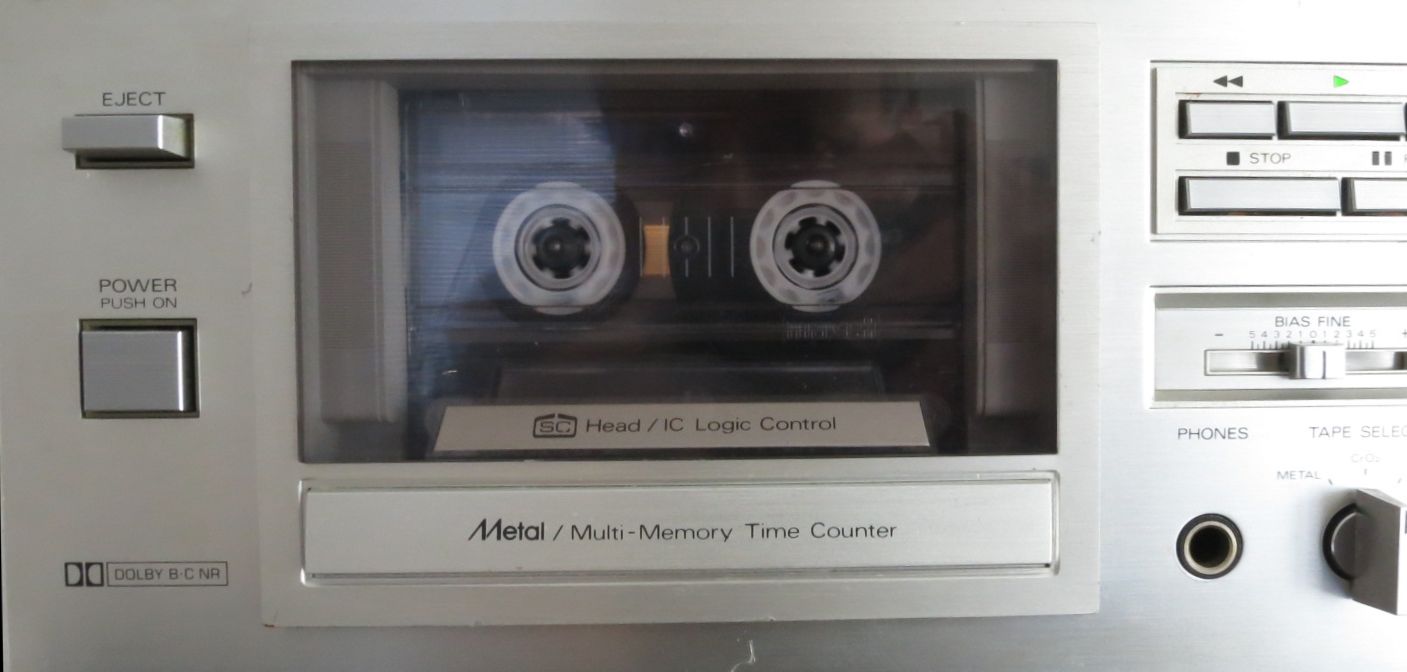 EJECT
POWER
PUSH ON
DOLBY B·C NR
SC Head / IC Logic Control
Metal / Multi-Memory Time Counter
STOP
BIAS FINE
- 5 4 3 2 1 0 1 2 3 4 5 +
PHONES
TAPE SELEC
CrO₂
METAL